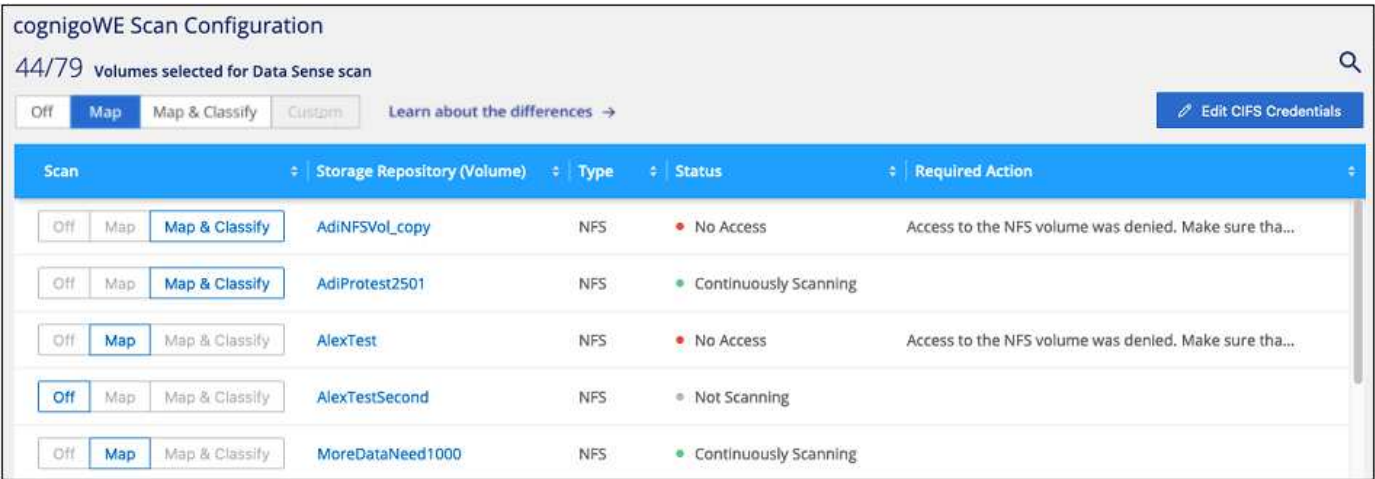 cognigoWE Scan Configuration
44/79 Volumes selected for Data Sense scan
Off Map Map & Classify Custom Learn about the differences → Edit CIFS Credentials
Scan Storage Repository (Volume) Type Status Required Action
Off Map Map & Classify AdiNFSVol_copy NFS No Access Access to the NFS volume was denied. Make sure tha...
Off Map Map & Classify AdiProtest2501 NFS Continuously Scanning
Off Map Map & Classify AlexTest NFS No Access Access to the NFS volume was denied. Make sure tha...
Off Map Map & Classify AlexTestSecond NFS Not Scanning
Off Map Map & Classify MoreDataNeed1000 NFS Continuously Scanning